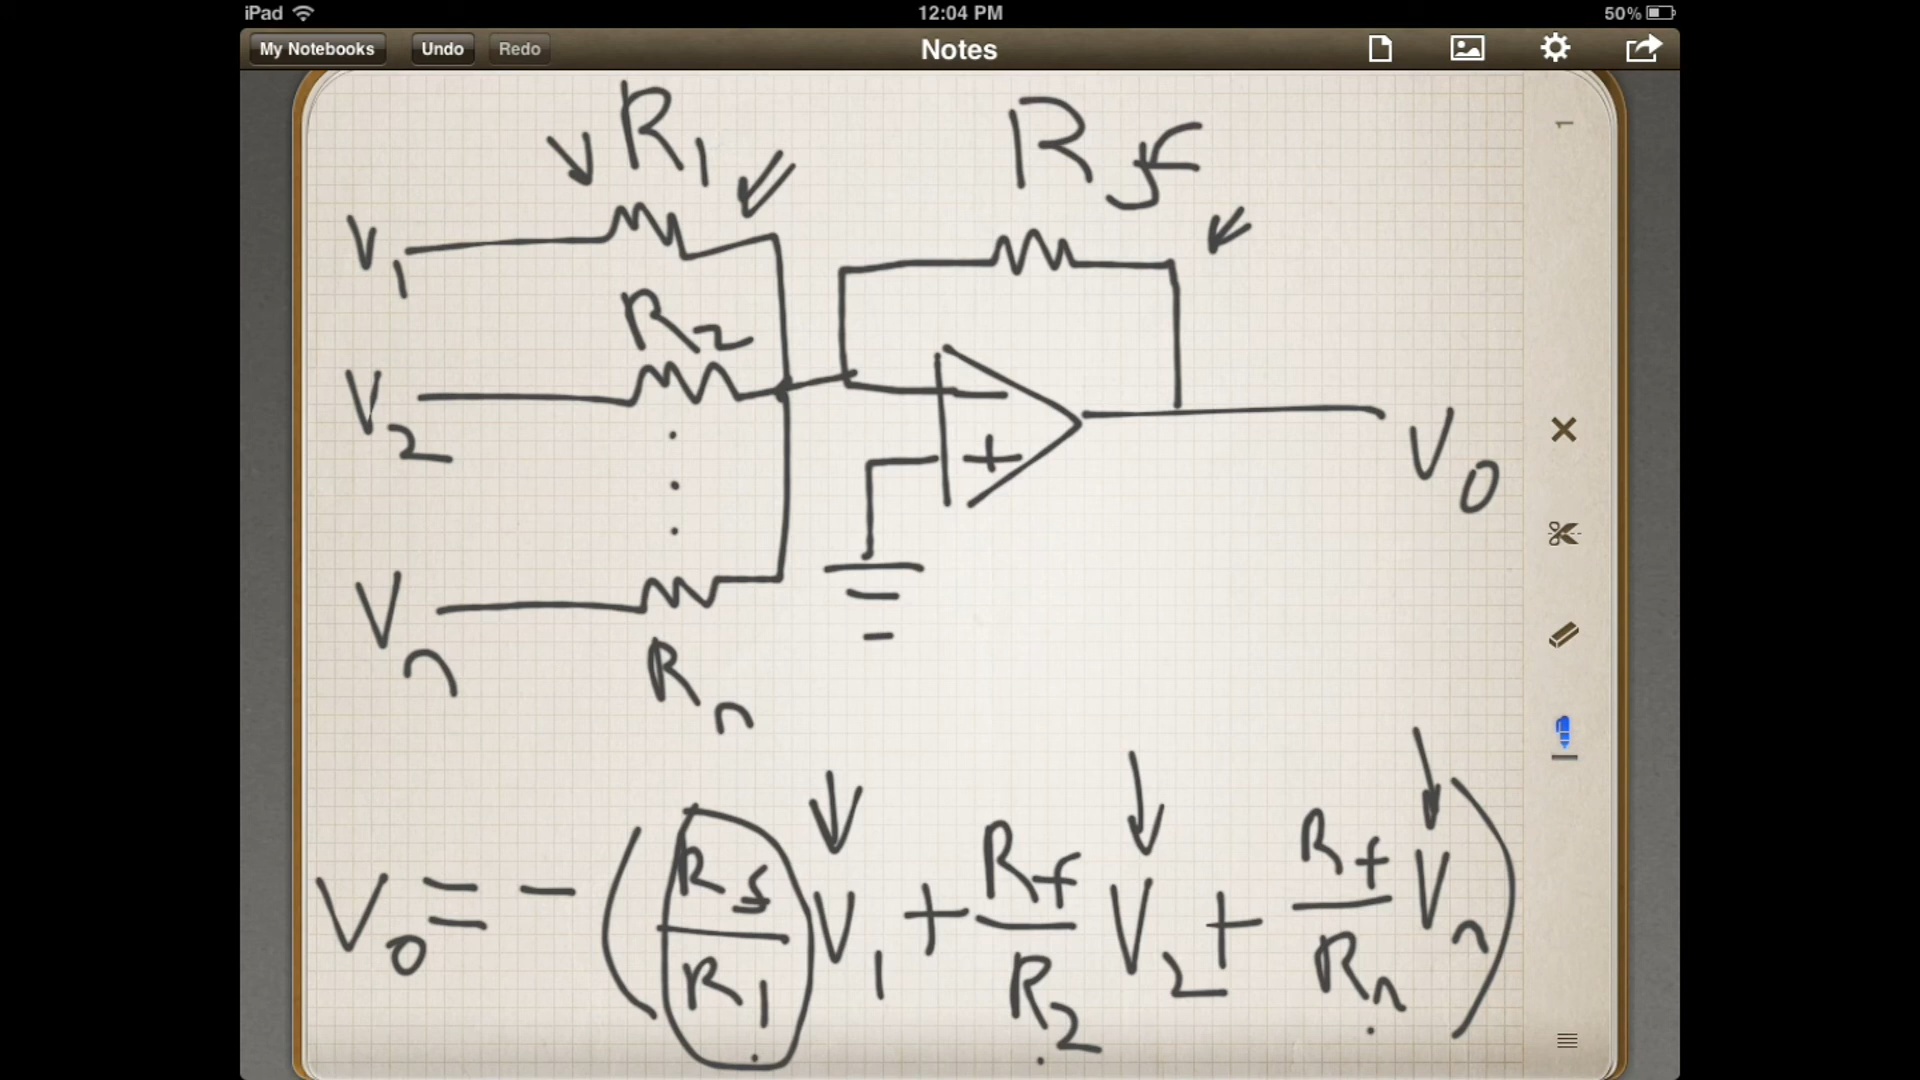 iPad 12:04 PM 50%
My Notebooks Undo Redo Notes
1
R1 Rf
V1
R2
V2
-
+
Vo
Vn
Rn
Vo = - (Rf/R1 V1 + Rf/R2 V2 + Rf/Rn Vn)